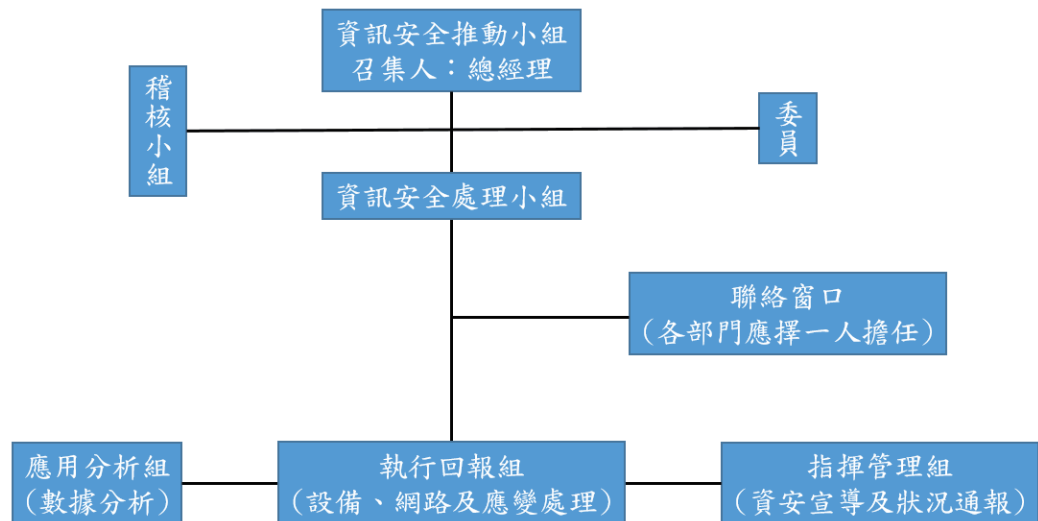 資訊安全推動小組
召集人：總經理
稽核小組
委員
資訊安全處理小組
聯絡窗口
（各部門應擇一人擔任）
應用分析組
（數據分析）
執行回報組
（設備、網路及應變處理）
指揮管理組
（資安宣導及狀況通報）